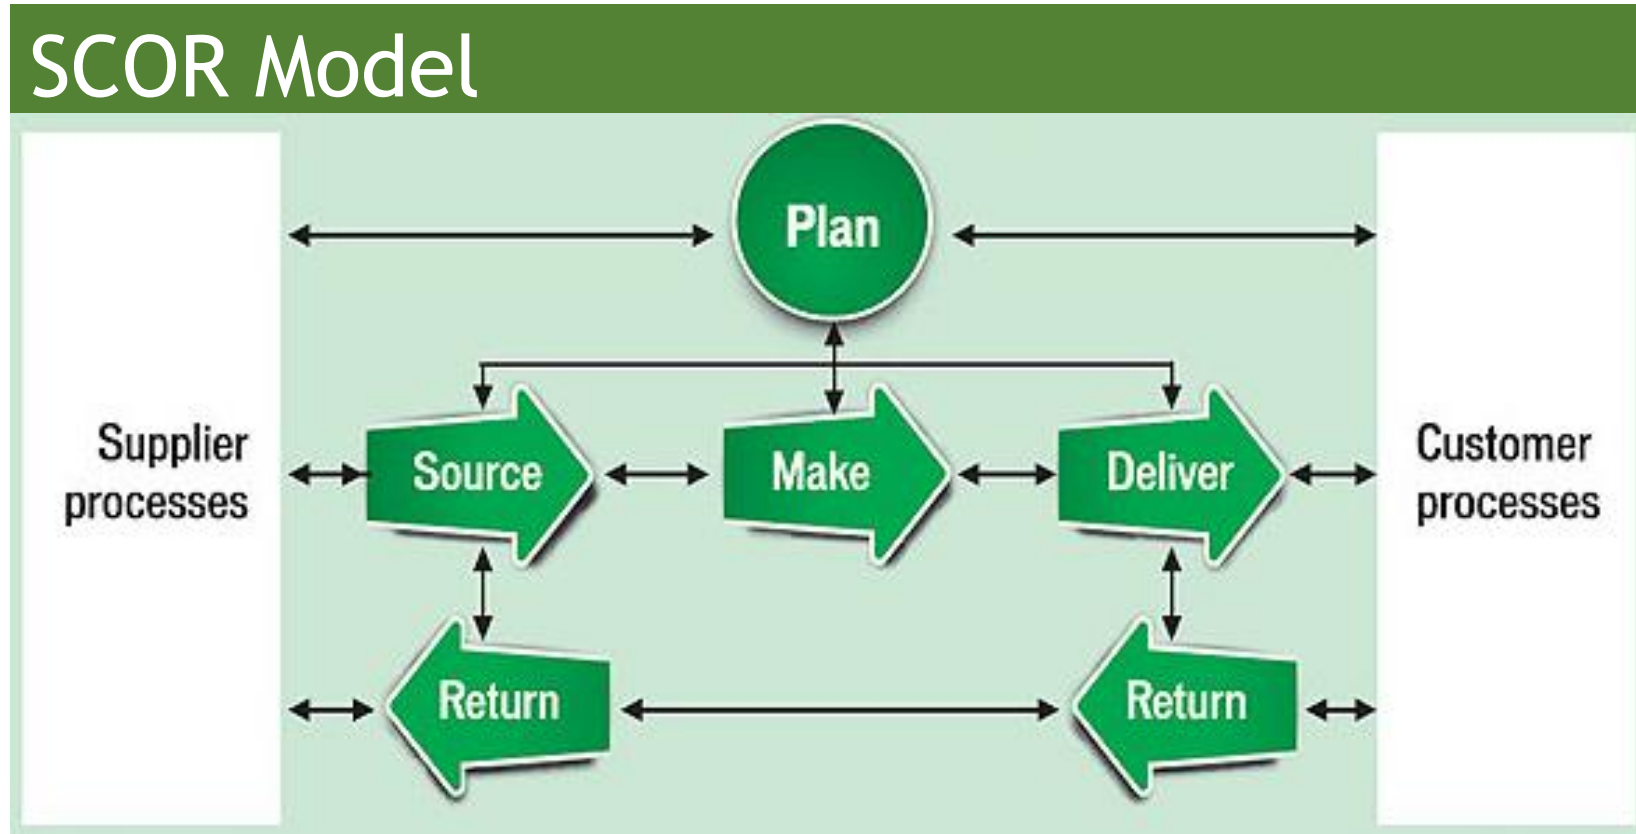 SCOR Model
Plan
Supplier
processes
Source
Make
Deliver
Customer
processes
Return
Return